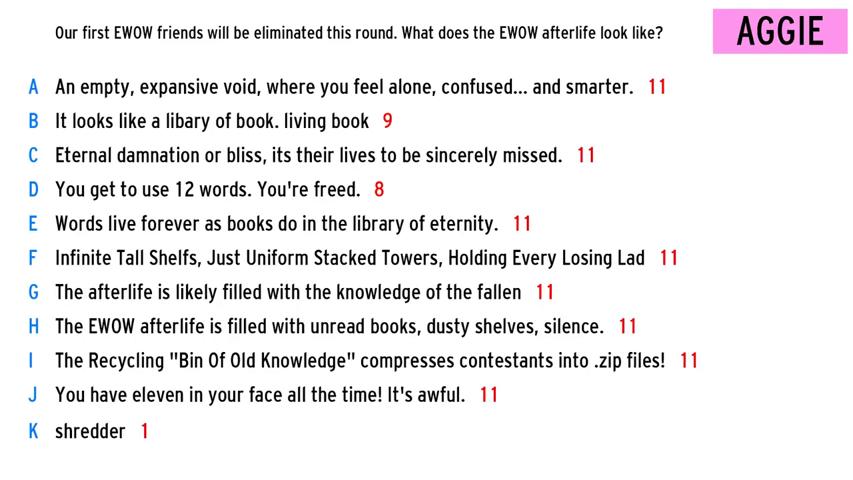 Our first EWOW friends will be eliminated this round. What does the EWOW afterlife look like?
AGGIE
A An empty, expansive void, where you feel alone, confused... and smarter. 11
B It looks like a libary of book. living book 9
C Eternal damnation or bliss, its their lives to be sincerely missed. 11
D You get to use 12 words. You're freed. 8
E Words live forever as books do in the library of eternity. 11
F Infinite Tall Shelfs, Just Uniform Stacked Towers, Holding Every Losing Lad 11
G The afterlife is likely filled with the knowledge of the fallen 11
H The EWOW afterlife is filled with unread books, dusty shelves, silence. 11
I The Recycling "Bin Of Old Knowledge" compresses contestants into .zip files! 11
J You have eleven in your face all the time! It's awful. 11
K shredder 1